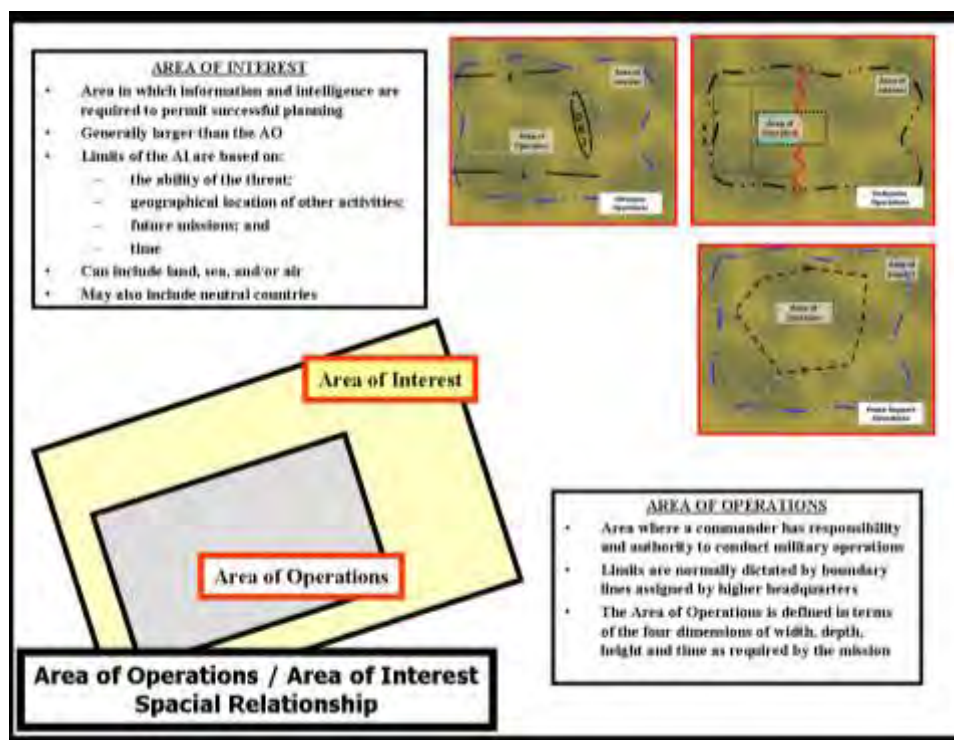 AREA OF INTEREST
• Area in which information and intelligence are
required to permit successful planning
• Generally larger than the AO
• Limits of the AI are based on:
– the ability of the threat;
– geographical location of other activities;
– future missions; and
– time
• Can include land, sea, and/or air
• May also include neutral countries
Area of
Interest
Area of
Operations
Area of
Interest
Area of
Operations
Area of
Operations
Peace Support
Operations
Area of Interest
Area of Operations
AREA OF OPERATIONS
• Area where a commander has responsibility
and authority to conduct military operations
• Limits are normally dictated by boundary
lines assigned by higher headquarters
• The Area of Operations is defined in terms
of the four dimensions of width, depth,
height and time as required by the mission
Area of Operations / Area of Interest
Spacial Relationship